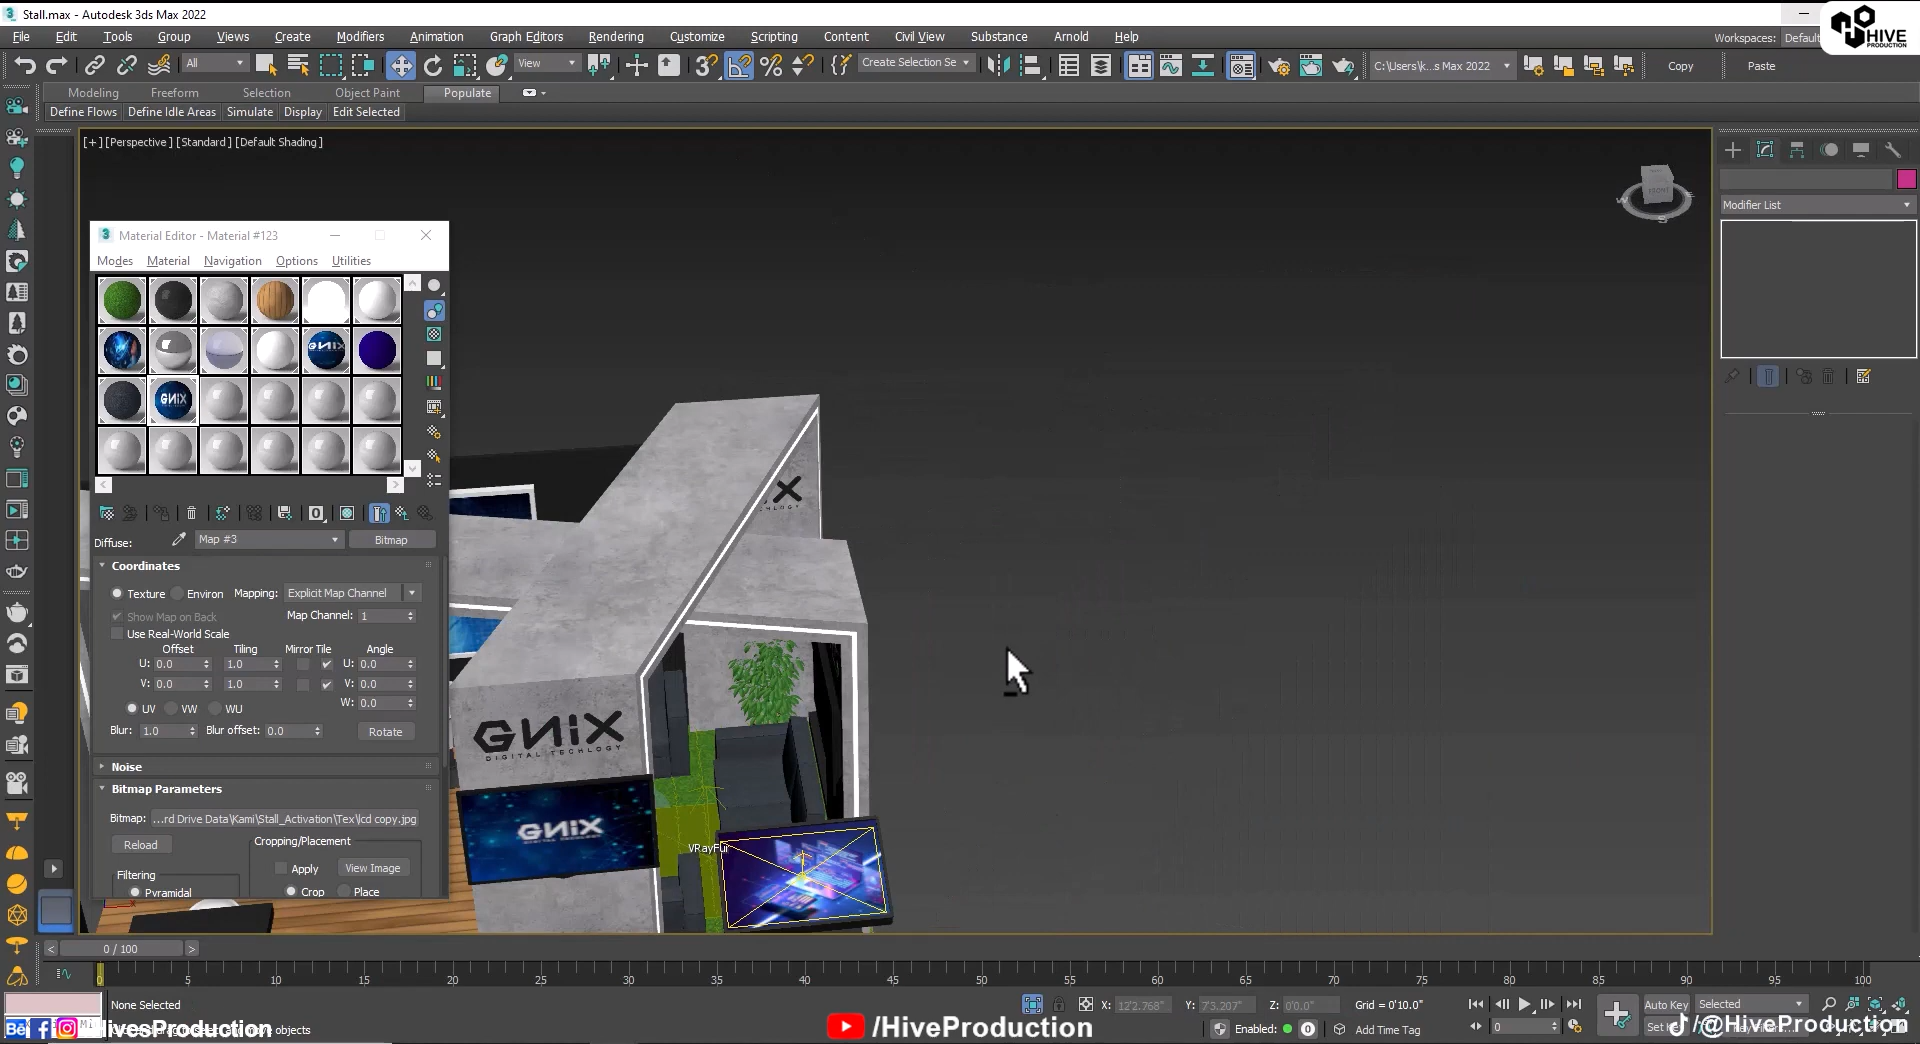 Stall.max - Autodesk 3ds Max 2022
File Edit Tools Group Views Create Modifiers Animation Graph Editors Rendering Customize Scripting Content Civil View Substance Arnold Help
Workspaces: Default
HIVE
PRODUCTION
All View Create Selection Se C:\Users\k...s Max 2022 Copy Paste
Modeling Freeform Selection Object Paint Populate
Define Flows Define Idle Areas Simulate Display Edit Selected
[+] [Perspective] [Standard] [Default Shading]
FRONT
W
S
Modifier List
Material Editor - Material #123
Modes Material Navigation Options Utilities
GNIX
GNIX
Diffuse: Map #3 Bitmap
Coordinates
Texture Environ Mapping: Explicit Map Channel
Show Map on Back Map Channel: 1
Use Real-World Scale
Offset Tiling Mirror Tile Angle
U: 0.0 1.0 U: 0.0
V: 0.0 1.0 V: 0.0
W: 0.0
UV VW WU
Blur: 1.0 Blur offset: 0.0 Rotate
Noise
Bitmap Parameters
Bitmap: ...rd Drive Data\Kami\Stall_Activation\Tex\lcd copy.jpg
Reload Cropping/Placement
Apply View Image
Filtering
Pyramidal Crop Place
X
GNIX
DIGITAL TECHLOGY
GNIX
VRayFur
0 / 100
0 5 20 25 30 35 40 45 50 55 60 65 70 75 80 85 90 95 100
None Selected X: 12'2.768" Y: 7'3.207" Z: 0'0.0" Grid = 0'10.0" Auto Key Selected
Enabled: 0 Add Time Tag 0
/HivesProduction
/HiveProduction
/@HiveProduction